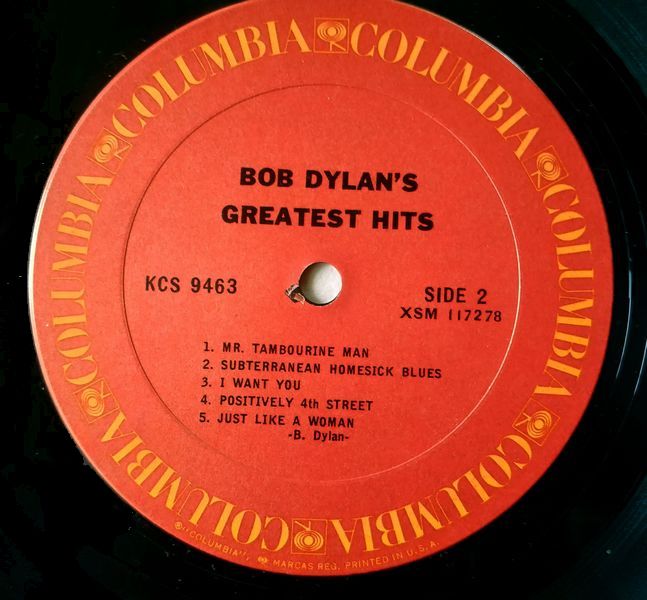 COLUMBIA COLUMBIA COLUMBIA COLUMBIA COLUMBIA COLUMBIA COLUMBIA
BOB DYLAN'S
GREATEST HITS
KCS 9463
SIDE 2
XSM 117278
1. MR. TAMBOURINE MAN
2. SUBTERRANEAN HOMESICK BLUES
3. I WANT YOU
4. POSITIVELY 4th STREET
5. JUST LIKE A WOMAN
-B. Dylan-
®"COLUMBIA", MARCAS REG. PRINTED IN U.S.A.